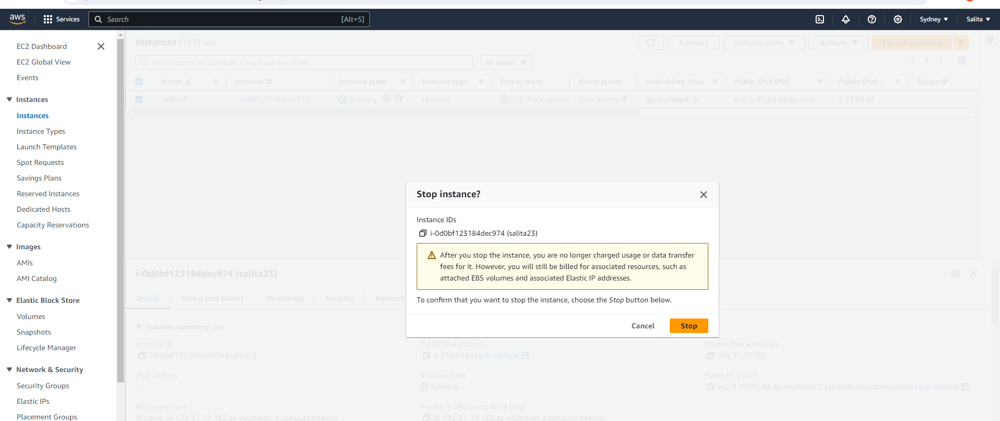 aws
Services
Search
[Alt+S]
Sydney
Salita
EC2 Dashboard
EC2 Global View
Events
Instances
Instances
Instance Types
Launch Templates
Spot Requests
Savings Plans
Reserved Instances
Dedicated Hosts
Capacity Reservations
Images
AMIs
AMI Catalog
Elastic Block Store
Volumes
Snapshots
Lifecycle Manager
Network & Security
Security Groups
Elastic IPs
Placement Groups
Instances (1/1) Info
Connect
Instance state
Actions
Launch instances
Find Instance by attribute or tag (case-sensitive)
All states
1
Name
Instance ID
Instance state
Instance type
Status check
Alarm status
Availability Zone
Public IPv4 DNS
Public IPv4 ...
Elastic IP
salita23
i-0d0bf123184dec974
Running
t2.micro
2/2 checks passec
View alarms
ap-southeast-2c
ec2-3-27-82-94.ap-sout...
3.27.82.94
–
Stop instance?
Instance IDs
i-0d0bf123184dec974 (salita23)
After you stop the instance, you are no longer charged usage or data transfer
fees for it. However, you will still be billed for associated resources, such as
attached EBS volumes and associated Elastic IP addresses.
To confirm that you want to stop the instance, choose the Stop button below.
Cancel
Stop
i-0d0bf123184dec974 (salita23)
Details
Status and alarms
Monitoring
Security
Network
Instance summary Info
Instance ID
i-0d0bf123184dec974 (salita23)
Public IPv4 address
3.27.82.94 | open address
Private IPv4 addresses
172.31.17.163
IPv6 address
–
Instance state
Running
Public IPv4 DNS
ec2-3-27-82-94.ap-southeast-2.compute.amazonaws.com | open address
Hostname type
IP name: ip-172-31-17-163.ap-southeast-2.compute.internal
Private IP DNS name (IPv4 only)
ip-172-31-17-163.ap-southeast-2.compute.internal